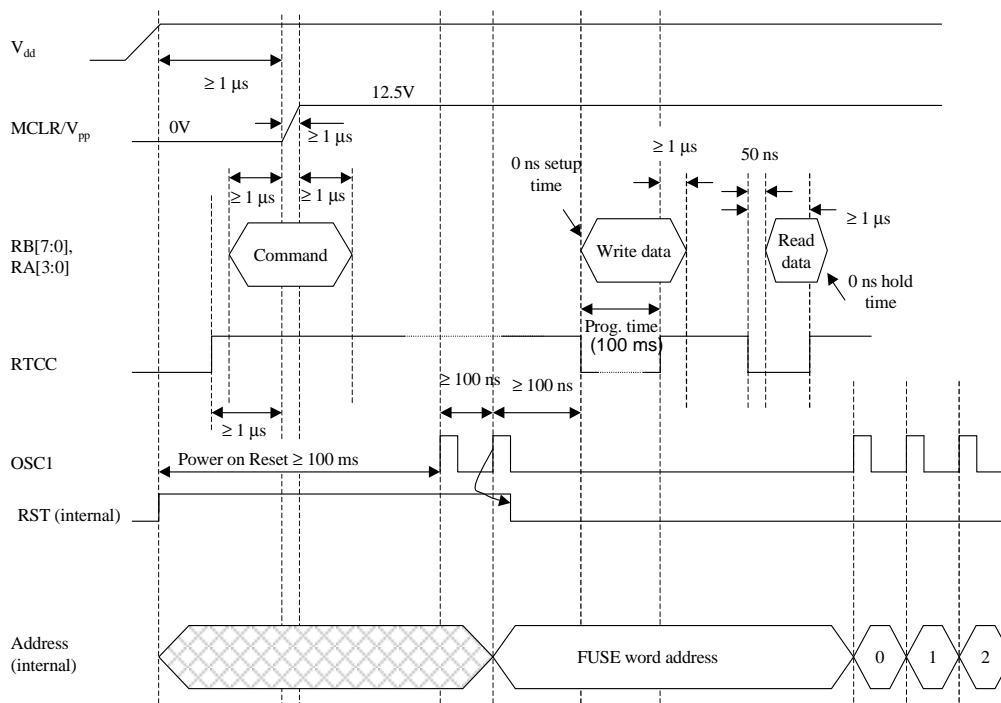 V_dd
≥ 1 µs
12.5V
MCLR/V_pp
0V
≥ 1 µs
≥ 1 µs
50 ns
0 ns setup
time
≥ 1 µs
≥ 1 µs
≥ 1 µs
RB[7:0],
RA[3:0]
Command
Write data
Read
data
0 ns hold
time
Prog. time
(100 ms)
RTCC
≥ 100 ns
≥ 100 ns
≥ 1 µs
OSC1
Power on Reset ≥ 100 ms
RST (internal)
Address
(internal)
FUSE word address
0
1
2